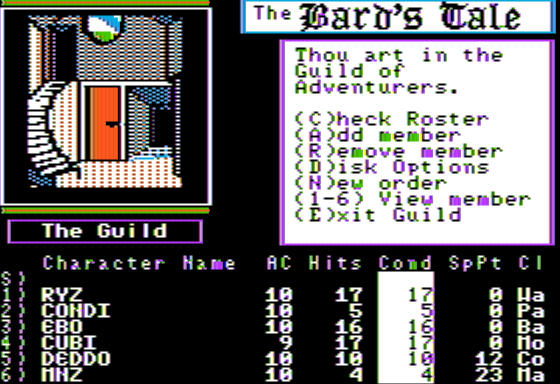 The Bard's Tale
Thou art in the
Guild of
Adventurers.
(C)heck Roster
(A)dd member
(R)emove member
(D)isk Options
(N)ew order
(1-6) View member
(E)xit Guild
The Guild
Character Name AC Hits Cond SpPt Cl
S)
1) RYZ 10 17 17 0 Wa
2) CONDI 10 5 5 0 Pa
3) EBO 10 16 16 0 Ba
4) CUBI 9 17 17 0 Mo
5) DEDDO 10 10 10 12 Co
6) MNZ 10 4 4 23 Ma